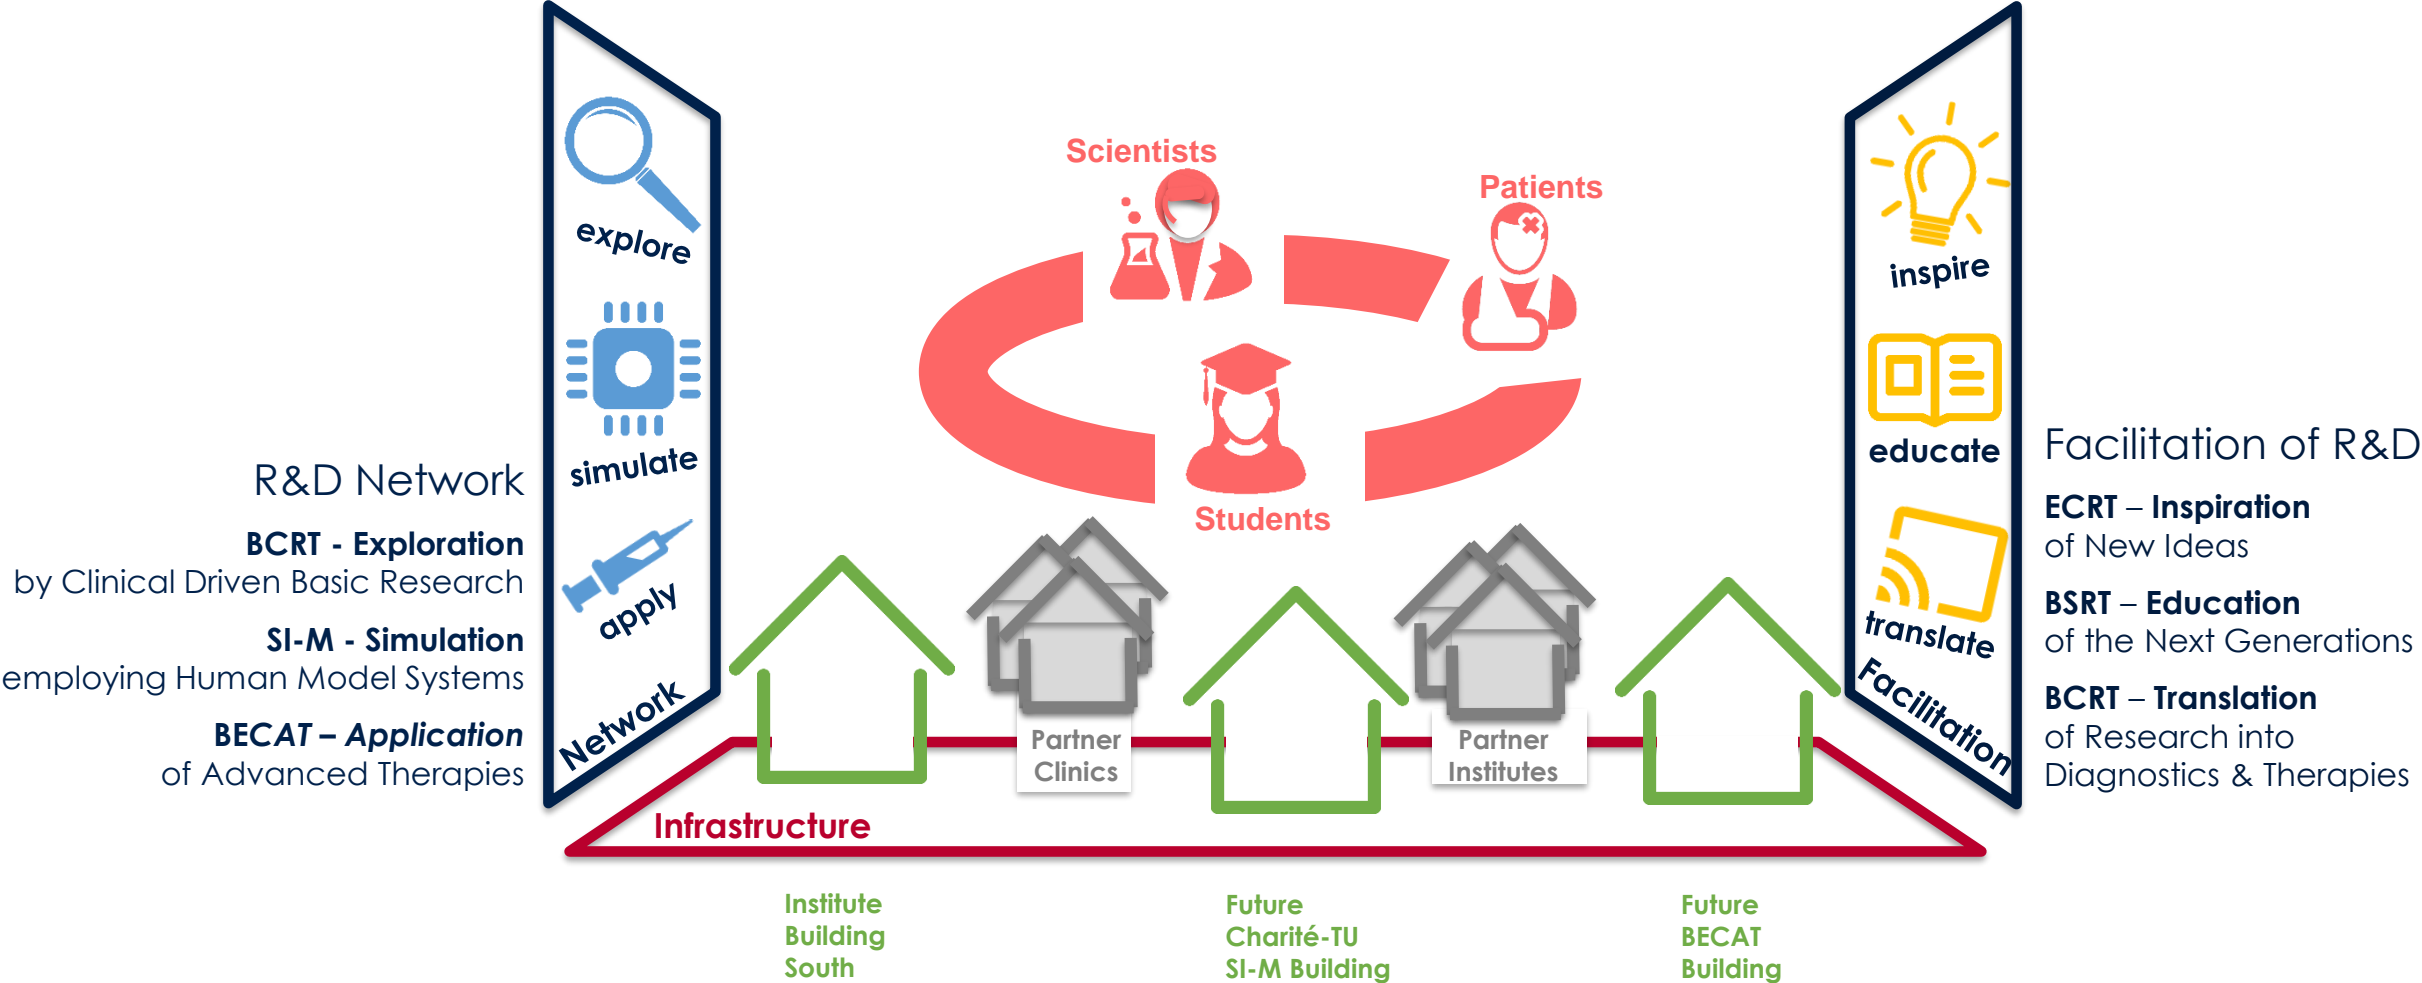 R&D Network
BCRT - Exploration
by Clinical Driven Basic Research
SI-M - Simulation
employing Human Model Systems
BECAT – Application
of Advanced Therapies
explore
simulate
apply
Network
Scientists
Patients
Students
Partner
Clinics
Partner
Institutes
Infrastructure
Institute
Building
South
Future
Charité-TU
SI-M Building
Future
BECAT
Building
inspire
educate
translate
Facilitation
Facilitation of R&D
ECRT – Inspiration
of New Ideas
BSRT – Education
of the Next Generations
BCRT – Translation
of Research into
Diagnostics & Therapies